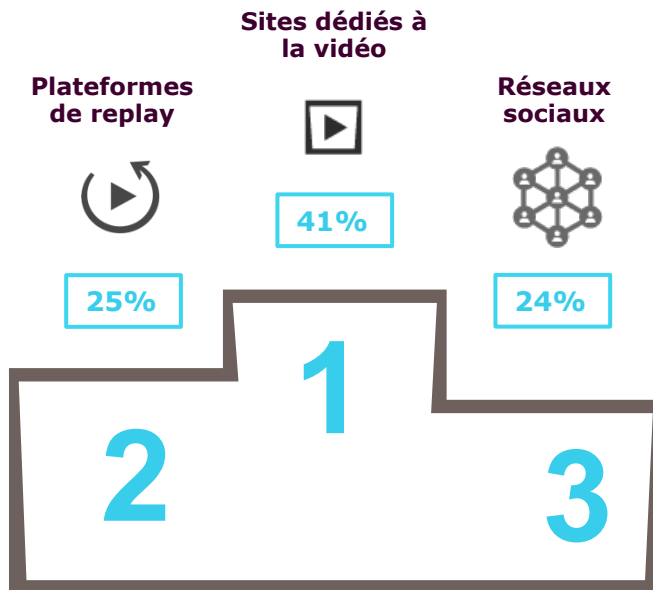 Sites dédiés à
la vidéo
Plateformes
de replay
Réseaux
sociaux
41%
25%
24%
1
2
3